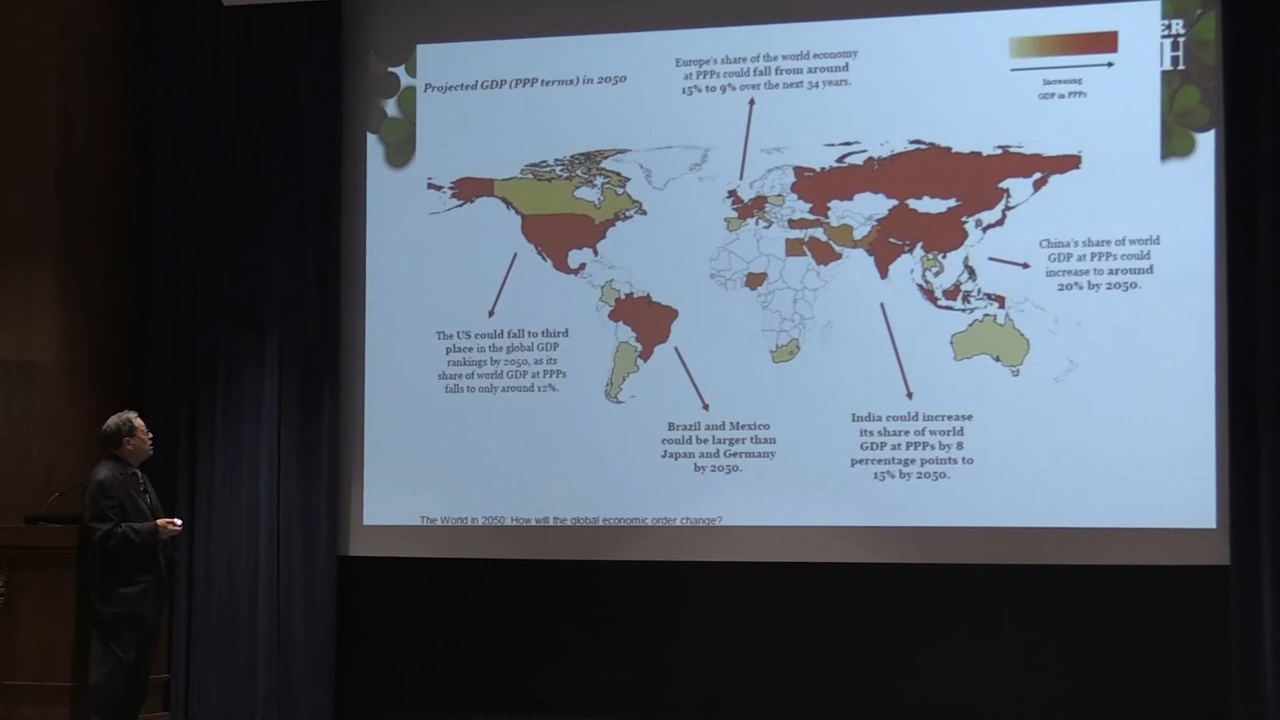 Projected GDP (PPP terms) in 2050
Europe's share of the world economy
at PPPs could fall from around
15% to 9% over the next 34 years.
Increasing
GDP in PPPs
ER
H
China's share of world
GDP at PPPs could
increase to around
20% by 2050.
The US could fall to third
place in the global GDP
rankings by 2050, as its
share of world GDP at PPPs
falls to only around 12%.
Brazil and Mexico
could be larger than
Japan and Germany
by 2050.
India could increase
its share of world
GDP at PPPs by 8
percentage points to
15% by 2050.
The World in 2050: How will the global economic order change?